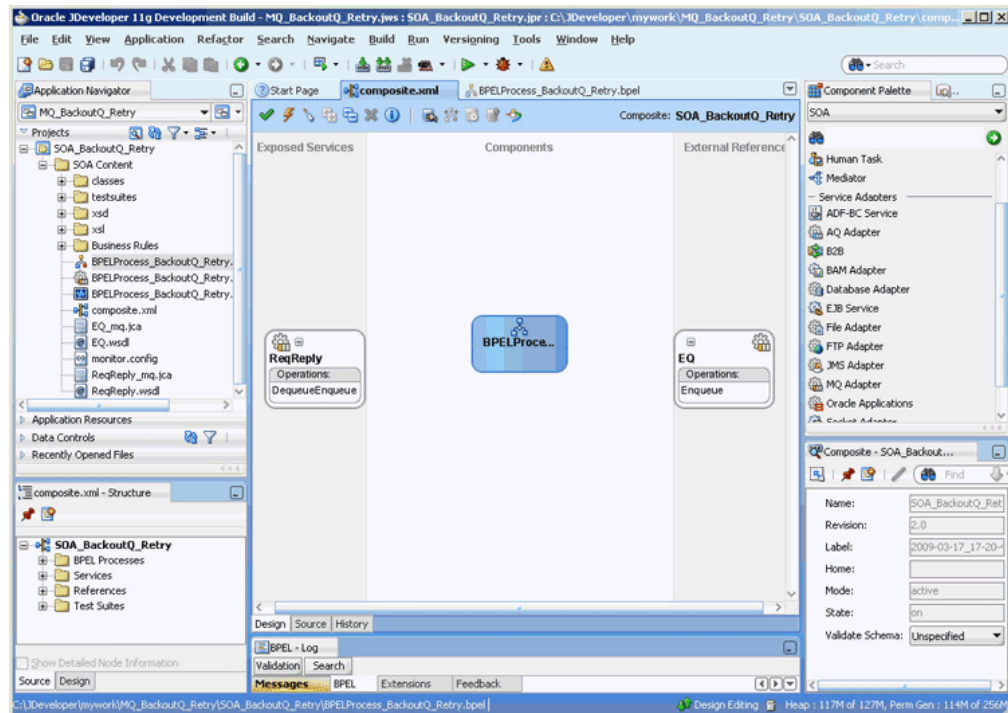 Oracle JDeveloper 11g Development Build - MQ_BackoutQ_Retry.jws : SOA_BackoutQ_Retry.jpr : C:\JDeveloper\mywork\MQ_BackoutQ_Retry\SOA_BackoutQ_Retry\comp...
File Edit View Application Refactor Search Navigate Build Run Versioning Tools Window Help
Search
Application Navigator
MQ_BackoutQ_Retry
Projects
SOA_BackoutQ_Retry
SOA Content
classes
testsuites
xsd
xsl
Business Rules
BPELProcess_BackoutQ_Retry.
BPELProcess_BackoutQ_Retry.
BPELProcess_BackoutQ_Retry.
composite.xml
EQ_mq.jca
EQ.wsdl
monitor.config
ReqReply_mq.jca
ReqReply.wsdl
Application Resources
Data Controls
Recently Opened Files
composite.xml - Structure
SOA_BackoutQ_Retry
BPEL Processes
Services
References
Test Suites
Show Detailed Node Information
Source Design
Start Page composite.xml BPELProcess_BackoutQ_Retry.bpel
Composite: SOA_BackoutQ_Retry
Exposed Services Components External Reference
ReqReply
Operations:
DequeueEnqueue
BPELProce...
EQ
Operations:
Enqueue
Design Source History
BPEL - Log
Validation Search
Messages BPEL Extensions Feedback
Component Palette
SOA
Human Task
Mediator
Service Adapters
ADF-BC Service
AQ Adapter
B2B
BAM Adapter
Database Adapter
EJB Service
File Adapter
FTP Adapter
JMS Adapter
MQ Adapter
Oracle Applications
Socket Adapter
Composite - SOA_Backout...
Find
Name: SOA_BackoutQ_Ret
Revision: 2.0
Label: 2009-03-17_17-20-
Home:
Mode: active
State: on
Validate Schema: Unspecified
C:\JDeveloper\mywork\MQ_BackoutQ_Retry\SOA_BackoutQ_Retry\BPELProcess_BackoutQ_Retry.bpel
Design Editing Heap : 117M of 127M, Perm Gen : 114M of 256M